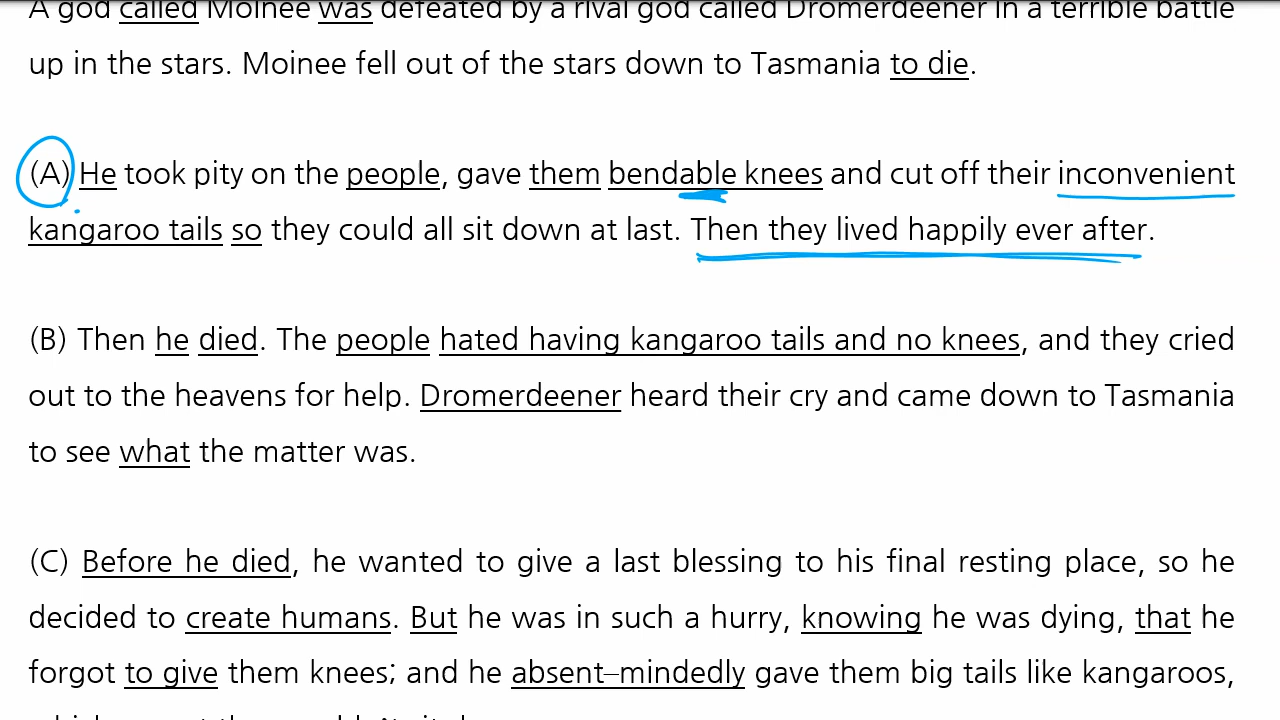 A god called Moinee was defeated by a rival god called Dromerdeener in a terrible battle
up in the stars. Moinee fell out of the stars down to Tasmania to die.
(A) He took pity on the people, gave them bendable knees and cut off their inconvenient
kangaroo tails so they could all sit down at last. Then they lived happily ever after.
(B) Then he died. The people hated having kangaroo tails and no knees, and they cried
out to the heavens for help. Dromerdeener heard their cry and came down to Tasmania
to see what the matter was.
(C) Before he died, he wanted to give a last blessing to his final resting place, so he
decided to create humans. But he was in such a hurry, knowing he was dying, that he
forgot to give them knees; and he absent–mindedly gave them big tails like kangaroos,